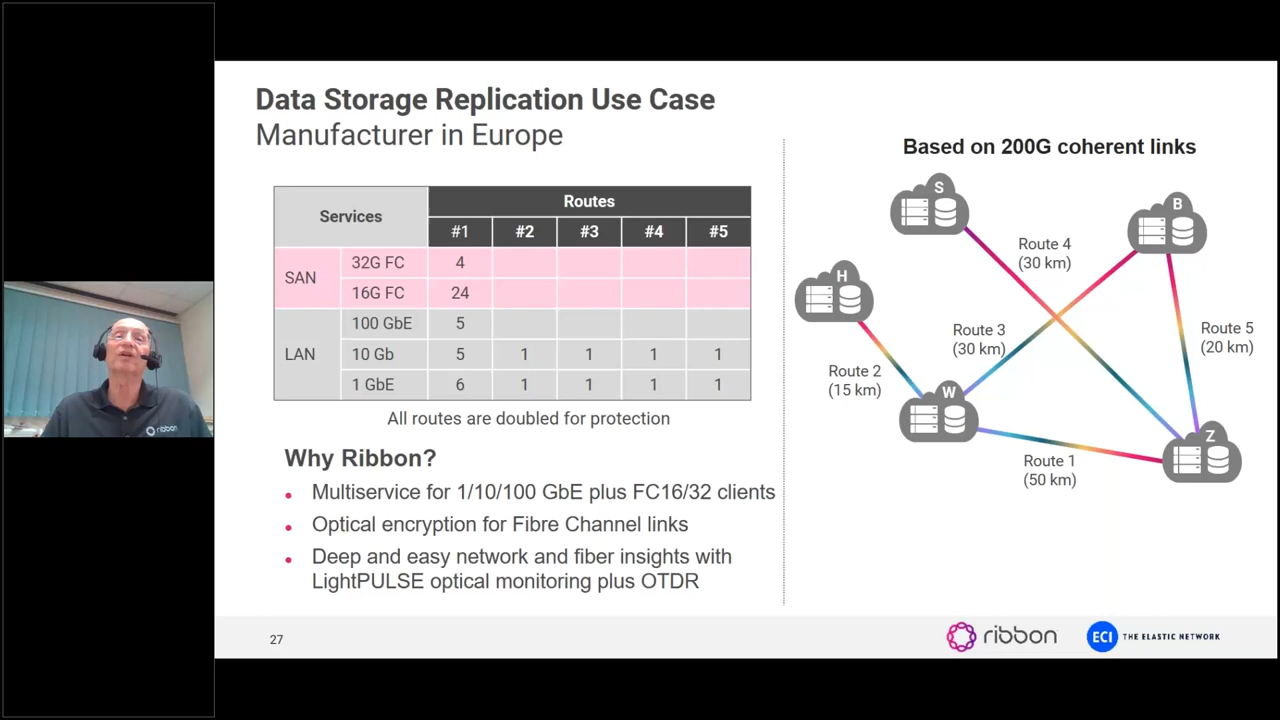 Data Storage Replication Use Case
Manufacturer in Europe
Services
Routes
#1 #2 #3 #4 #5
SAN
32G FC 4
16G FC 24
LAN
100 GbE 5
10 Gb 5 1 1 1 1
1 GbE 6 1 1 1 1
All routes are doubled for protection
Why Ribbon?
• Multiservice for 1/10/100 GbE plus FC16/32 clients
• Optical encryption for Fibre Channel links
• Deep and easy network and fiber insights with
LightPULSE optical monitoring plus OTDR
Based on 200G coherent links
S
B
H
W
Z
Route 4
(30 km)
Route 3
(30 km)
Route 5
(20 km)
Route 2
(15 km)
Route 1
(50 km)
27
ribbon
ECI THE ELASTIC NETWORK
ribbon